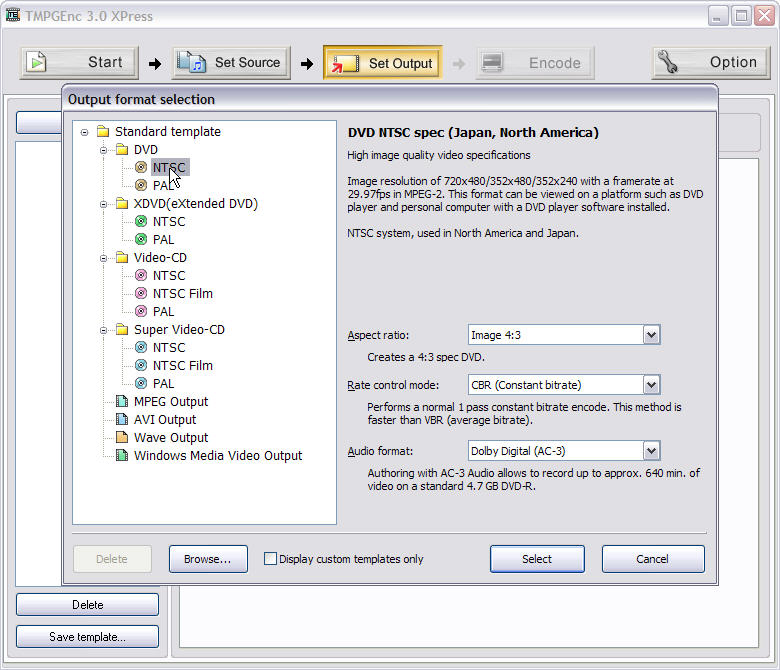 TMPGEnc 3.0 XPress
Start
Set Source
Set Output
Encode
Option
Output format selection
Standard template
DVD
NTSC
PAL
XDVD(eXtended DVD)
NTSC
PAL
Video-CD
NTSC
NTSC Film
PAL
Super Video-CD
NTSC
NTSC Film
PAL
MPEG Output
AVI Output
Wave Output
Windows Media Video Output
DVD NTSC spec (Japan, North America)
High image quality video specifications
Image resolution of 720x480/352x480/352x240 with a framerate at
29.97fps in MPEG-2. This format can be viewed on a platform such as DVD
player and personal computer with a DVD player software installed.
NTSC system, used in North America and Japan.
Aspect ratio: Image 4:3
Creates a 4:3 spec DVD.
Rate control mode: CBR (Constant bitrate)
Performs a normal 1 pass constant bitrate encode. This method is
faster than VBR (average bitrate).
Audio format: Dolby Digital (AC-3)
Authoring with AC-3 Audio allows to record up to approx. 640 min. of
video on a standard 4.7 GB DVD-R.
Delete
Browse...
Display custom templates only
Select
Cancel
Delete
Save template...